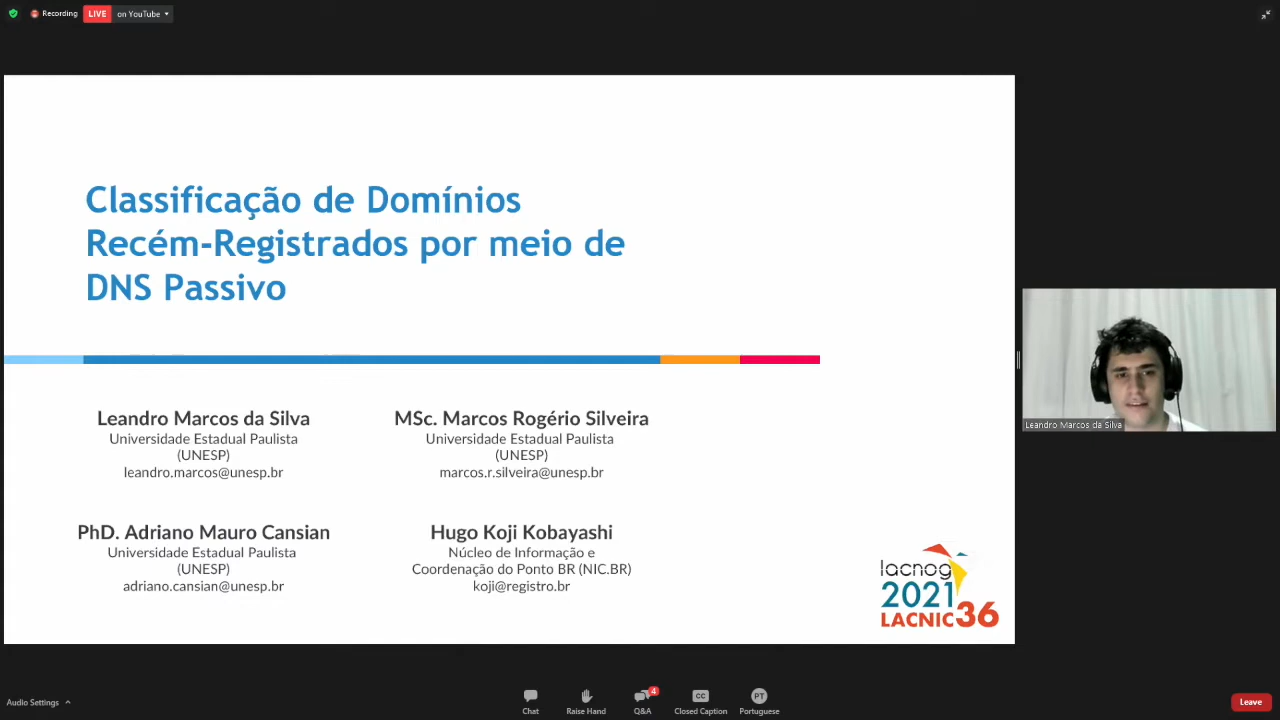 Recording
LIVE
on YouTube
Classificação de Domínios
Recém-Registrados por meio de
DNS Passivo
Leandro Marcos da Silva
Universidade Estadual Paulista
(UNESP)
leandro.marcos@unesp.br
MSc. Marcos Rogério Silveira
Universidade Estadual Paulista
(UNESP)
marcos.r.silveira@unesp.br
PhD. Adriano Mauro Cansian
Universidade Estadual Paulista
(UNESP)
adriano.cansian@unesp.br
Hugo Koji Kobayashi
Núcleo de Informação e
Coordenação do Ponto BR (NIC.BR)
koji@registro.br
lacnog
2021
LACNIC36
Leandro Marcos da Silva
Audio Settings
Chat
Raise Hand
4
Q&A
CC
Closed Caption
PT
Portuguese
Leave